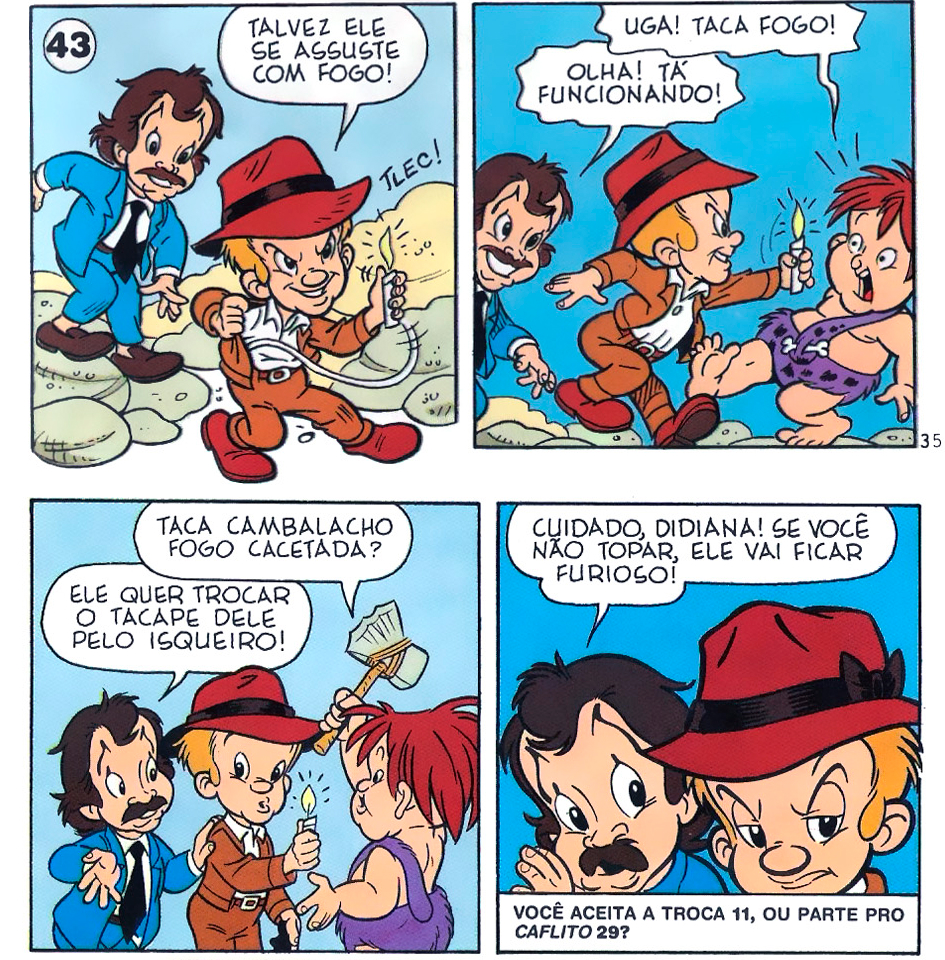 43
TALVEZ ELE
SE ASSUSTE
COM FOGO!
TLEC!
UGA! TACA FOGO!
OLHA! TÁ
FUNCIONANDO!
35
TACA CAMBALACHO
FOGO CACETADA?
ELE QUER TROCAR
O TACAPE DELE
PELO ISQUEIRO!
CUIDADO, DIDIANA! SE VOCÊ
NÃO TOPAR, ELE VAI FICAR
FURIOSO!
VOCÊ ACEITA A TROCA 11, OU PARTE PRO
CAFLITO 29?